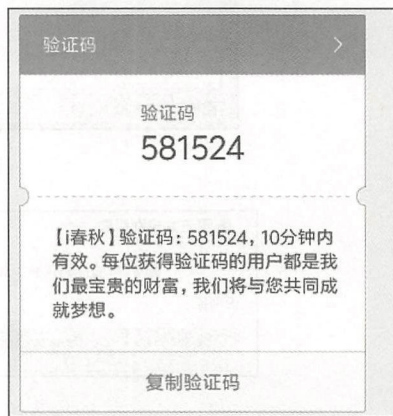 验证码
验证码
581524
【i春秋】验证码：581524，10分钟内
有效。每位获得验证码的用户都是我
们最宝贵的财富，我们将与您共同成
就梦想。
复制验证码